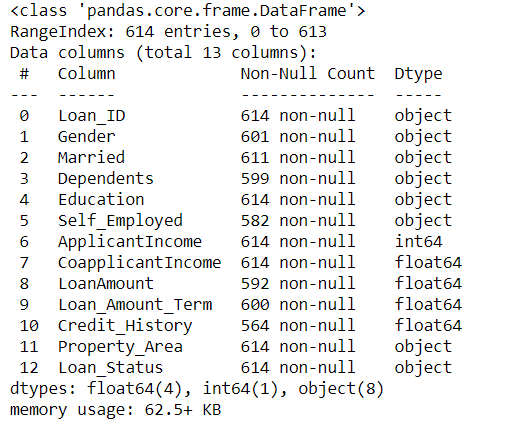 <class 'pandas.core.frame.DataFrame'>
RangeIndex: 614 entries, 0 to 613
Data columns (total 13 columns):
 #   Column             Non-Null Count  Dtype
---  ------             --------------  -----
 0   Loan_ID            614 non-null    object
 1   Gender             601 non-null    object
 2   Married            611 non-null    object
 3   Dependents         599 non-null    object
 4   Education          614 non-null    object
 5   Self_Employed      582 non-null    object
 6   ApplicantIncome    614 non-null    int64
 7   CoapplicantIncome  614 non-null    float64
 8   LoanAmount         592 non-null    float64
 9   Loan_Amount_Term   600 non-null    float64
 10  Credit_History     564 non-null    float64
 11  Property_Area      614 non-null    object
 12  Loan_Status        614 non-null    object
dtypes: float64(4), int64(1), object(8)
memory usage: 62.5+ KB